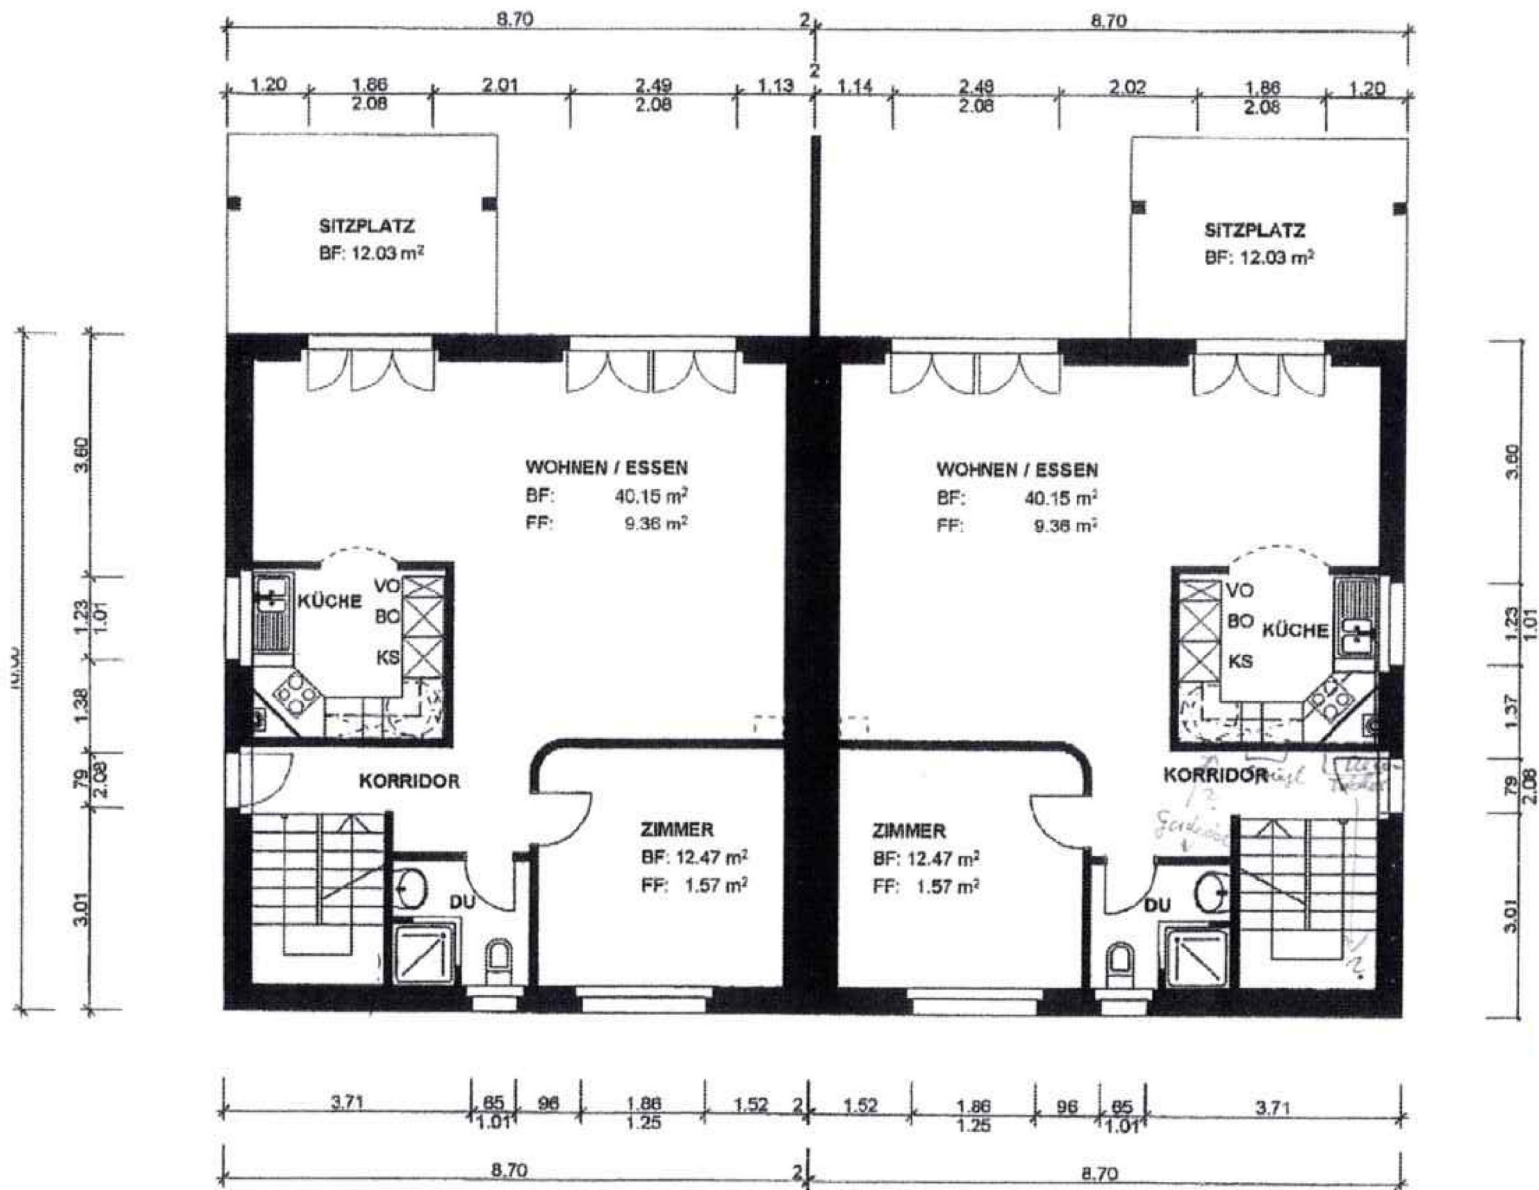 8.70 2 8.70
2
1.20 1.86 2.01 2.49 1.13 1.14 2.48 2.02 1.86 1.20
2.08 2.08 2.08 2.08
SITZPLATZ
BF: 12.03 m²
SITZPLATZ
BF: 12.03 m²
WOHNEN / ESSEN
BF: 40.15 m²
FF: 9.36 m²
WOHNEN / ESSEN
BF: 40.15 m²
FF: 9.36 m²
3.60
1.23
1.01
1.38
79
2.08
3.01
KÜCHE
VO
BO
KS
VO
BO
KS
KÜCHE
3.60
1.23
1.01
1.37
79
2.08
3.01
KORRIDOR
KORRIDOR
ZIMMER
BF: 12.47 m²
FF: 1.57 m²
ZIMMER
BF: 12.47 m²
FF: 1.57 m²
DU
DU
?
?
3.71 65 96 1.86 1.52 2 1.52 1.86 96 65 3.71
1.01 1.25 1.25 1.01
8.70 2 8.70